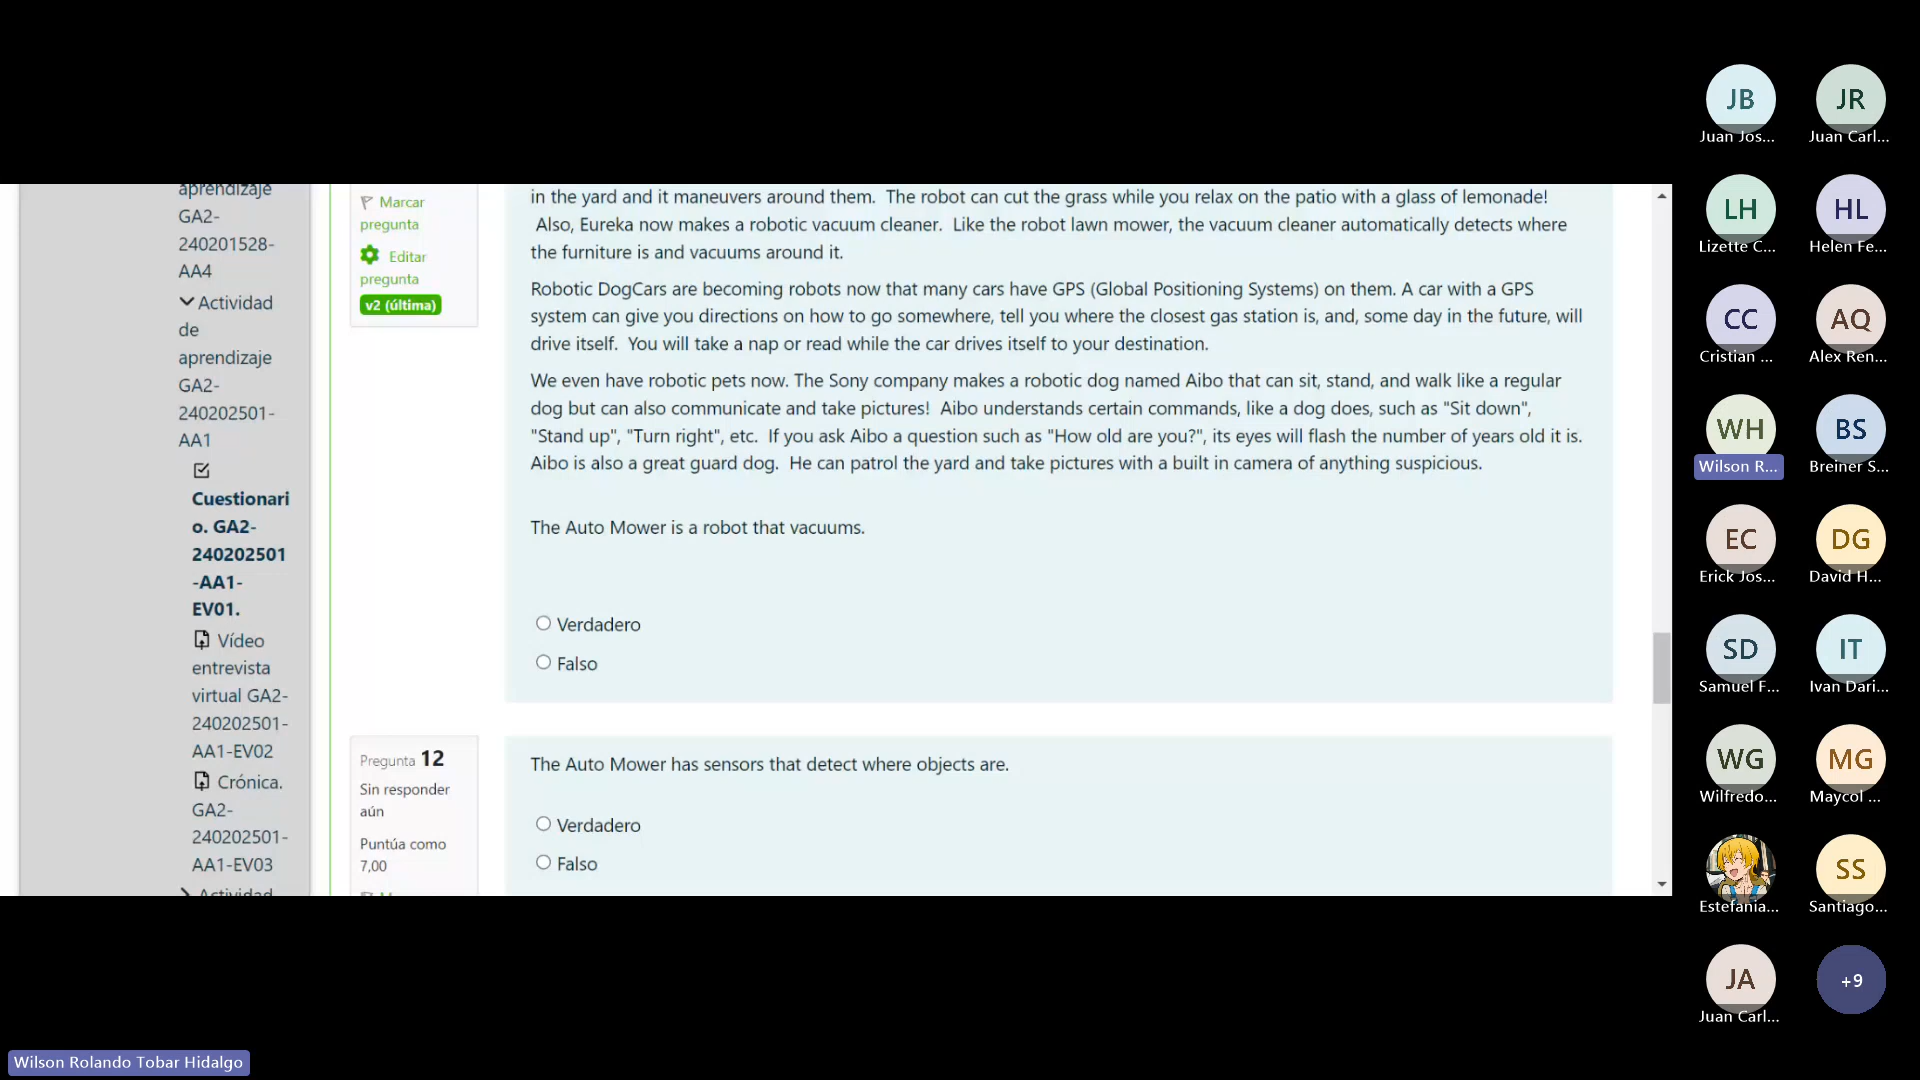 aprendizaje
GA2-
240201528-
AA4
Actividad
de
aprendizaje
GA2-
240202501-
AA1
Cuestionari
o. GA2-
240202501
-AA1-
EV01.
Vídeo
entrevista
virtual GA2-
240202501-
AA1-EV02
Crónica.
GA2-
240202501-
AA1-EV03
Actividad
Marcar
pregunta
Editar
pregunta
v2 (última)
in the yard and it maneuvers around them. The robot can cut the grass while you relax on the patio with a glass of lemonade!
Also, Eureka now makes a robotic vacuum cleaner. Like the robot lawn mower, the vacuum cleaner automatically detects where
the furniture is and vacuums around it.
Robotic DogCars are becoming robots now that many cars have GPS (Global Positioning Systems) on them. A car with a GPS
system can give you directions on how to go somewhere, tell you where the closest gas station is, and, some day in the future, will
drive itself. You will take a nap or read while the car drives itself to your destination.
We even have robotic pets now. The Sony company makes a robotic dog named Aibo that can sit, stand, and walk like a regular
dog but can also communicate and take pictures! Aibo understands certain commands, like a dog does, such as "Sit down",
"Stand up", "Turn right", etc. If you ask Aibo a question such as "How old are you?", its eyes will flash the number of years old it is.
Aibo is also a great guard dog. He can patrol the yard and take pictures with a built in camera of anything suspicious.
The Auto Mower is a robot that vacuums.
Verdadero
Falso
Pregunta 12
Sin responder
aún
Puntúa como
7,00
The Auto Mower has sensors that detect where objects are.
Verdadero
Falso
JB
Juan Jos...
JR
Juan Carl...
LH
Lizette C...
HL
Helen Fe...
CC
Cristian ...
AQ
Alex Ren...
WH
Wilson R...
BS
Breiner S...
EC
Erick Jos...
DG
David H...
SD
Samuel F...
IT
Ivan Dari...
WG
Wilfredo...
MG
Maycol ...
Estefania...
SS
Santiago...
JA
Juan Carl...
+9
Wilson Rolando Tobar Hidalgo